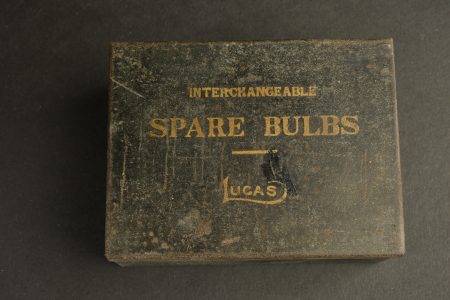 INTERCHANGEABLE
SPARE BULBS
LUCAS